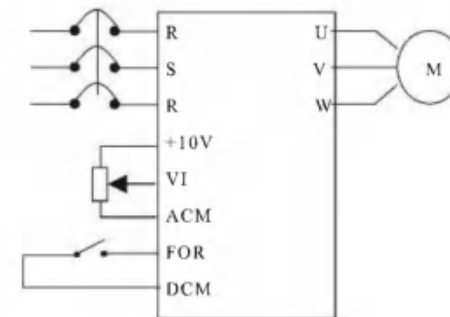 R U
S V M
R W
+10V
VI
ACM
FOR
DCM